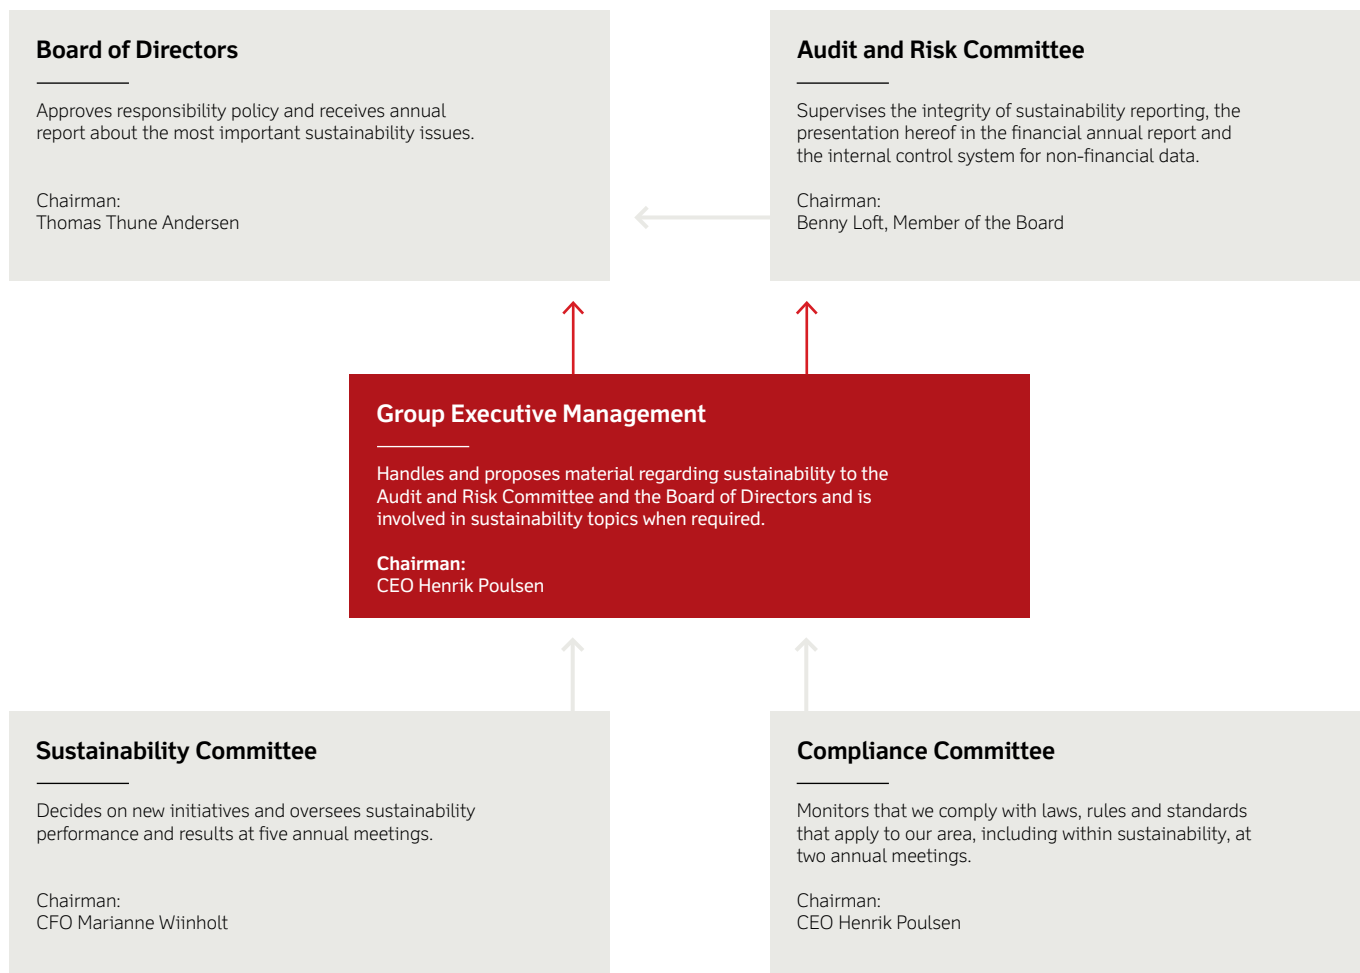 Board of Directors
Approves responsibility policy and receives annual
report about the most important sustainability issues.
Chairman:
Thomas Thune Andersen
Audit and Risk Committee
Supervises the integrity of sustainability reporting, the
presentation hereof in the financial annual report and
the internal control system for non-financial data.
Chairman:
Benny Loft, Member of the Board
Group Executive Management
Handles and proposes material regarding sustainability to the
Audit and Risk Committee and the Board of Directors and is
involved in sustainability topics when required.
Chairman:
CEO Henrik Poulsen
Sustainability Committee
Decides on new initiatives and oversees sustainability
performance and results at five annual meetings.
Chairman:
CFO Marianne Wiinholt
Compliance Committee
Monitors that we comply with laws, rules and standards
that apply to our area, including within sustainability, at
two annual meetings.
Chairman:
CEO Henrik Poulsen